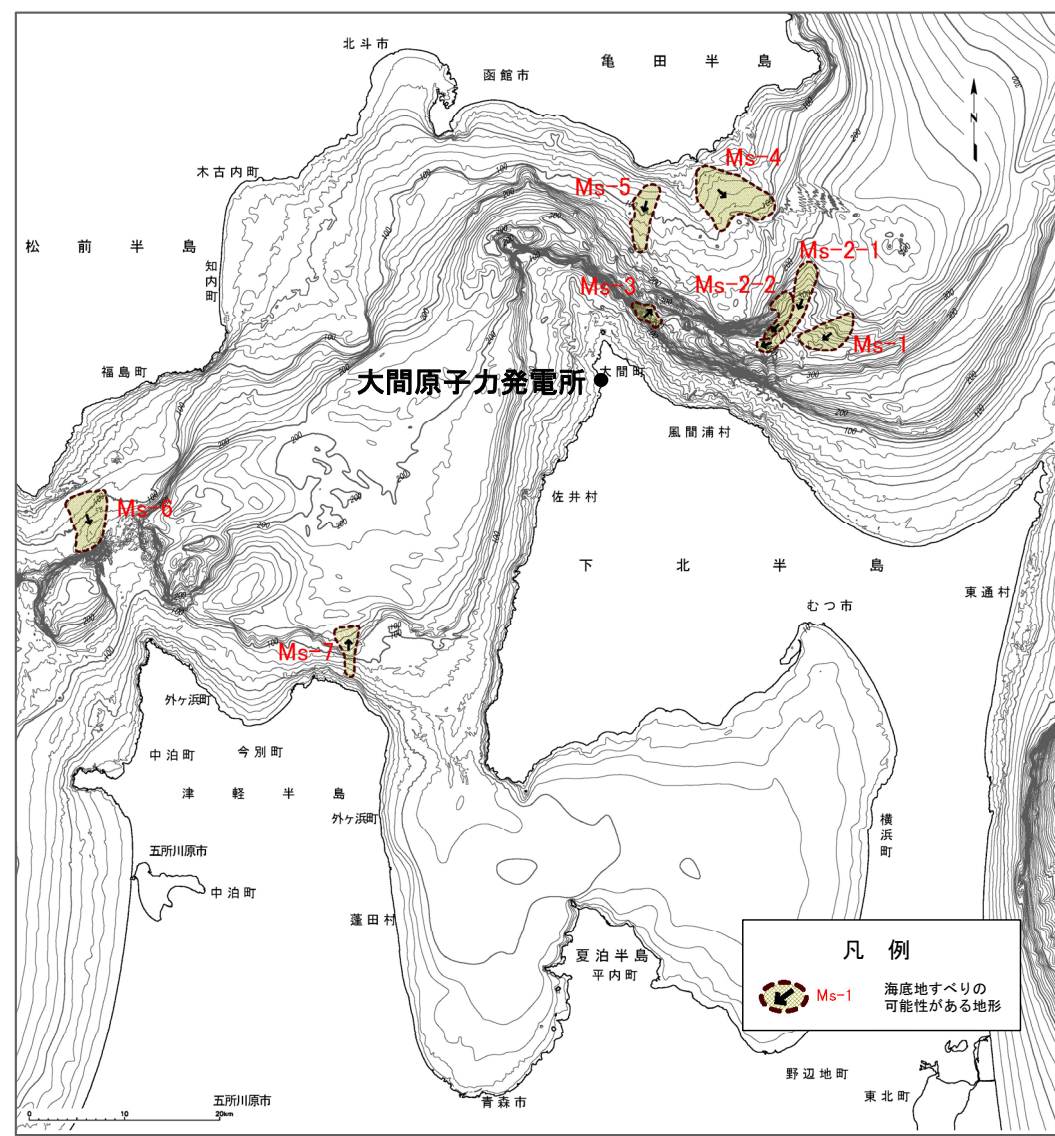 北斗市
函館市
亀田半島
N
木古内町
松前半島
知内町
福島町
Ms-4
Ms-5
Ms-2-1
Ms-2-2
Ms-3
Ms-1
大間町
大間原子力発電所
風間浦村
佐井村
Ms-6
下北半島
東通村
むつ市
Ms-7
外ヶ浜町
中泊町
今別町
津軽半島
外ヶ浜町
横浜町
五所川原市
中泊町
蓬田村
夏泊半島
平内町
凡例
Ms-1
海底地すべりの
可能性がある地形
野辺地町
東北町
五所川原市
青森市
0 10 20km